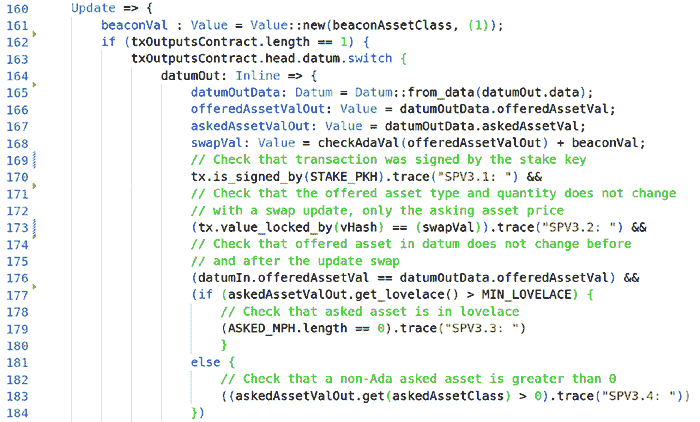 160 Update => {
161 beaconVal : Value = Value::new(beaconAssetClass, (1));
162 if (txOutputsContract.length == 1) {
163 txOutputsContract.head.datum.switch {
164 datumOut: Inline => {
165 datumOutData: Datum = Datum::from_data(datumOut.data);
166 offeredAssetValOut: Value = datumOutData.offeredAssetVal;
167 askedAssetValOut: Value = datumOutData.askedAssetVal;
168 swapVal: Value = checkAdaVal(offeredAssetValOut) + beaconVal;
169 // Check that transaction was signed by the stake key
170 tx.is_signed_by(STAKE_PKH).trace("SPV3.1: ") &&
171 // Check that the offered asset type and quantity does not change
172 // with a swap update, only the asking asset price
173 (tx.value_locked_by(vHash) == (swapVal)).trace("SPV3.2: ") &&
174 // Check that offered asset in datum does not change before
175 // and after the update swap
176 (datumIn.offeredAssetVal == datumOutData.offeredAssetVal) &&
177 (if (askedAssetValOut.get_lovelace() > MIN_LOVELACE) {
178 // Check that asked asset is in lovelace
179 (ASKED_MPH.length == 0).trace("SPV3.3: ")
180 }
181 else {
182 // Check that a non-Ada asked asset is greater than 0
183 ((askedAssetValOut.get(askedAssetClass) > 0).trace("SPV3.4: "))
184 })